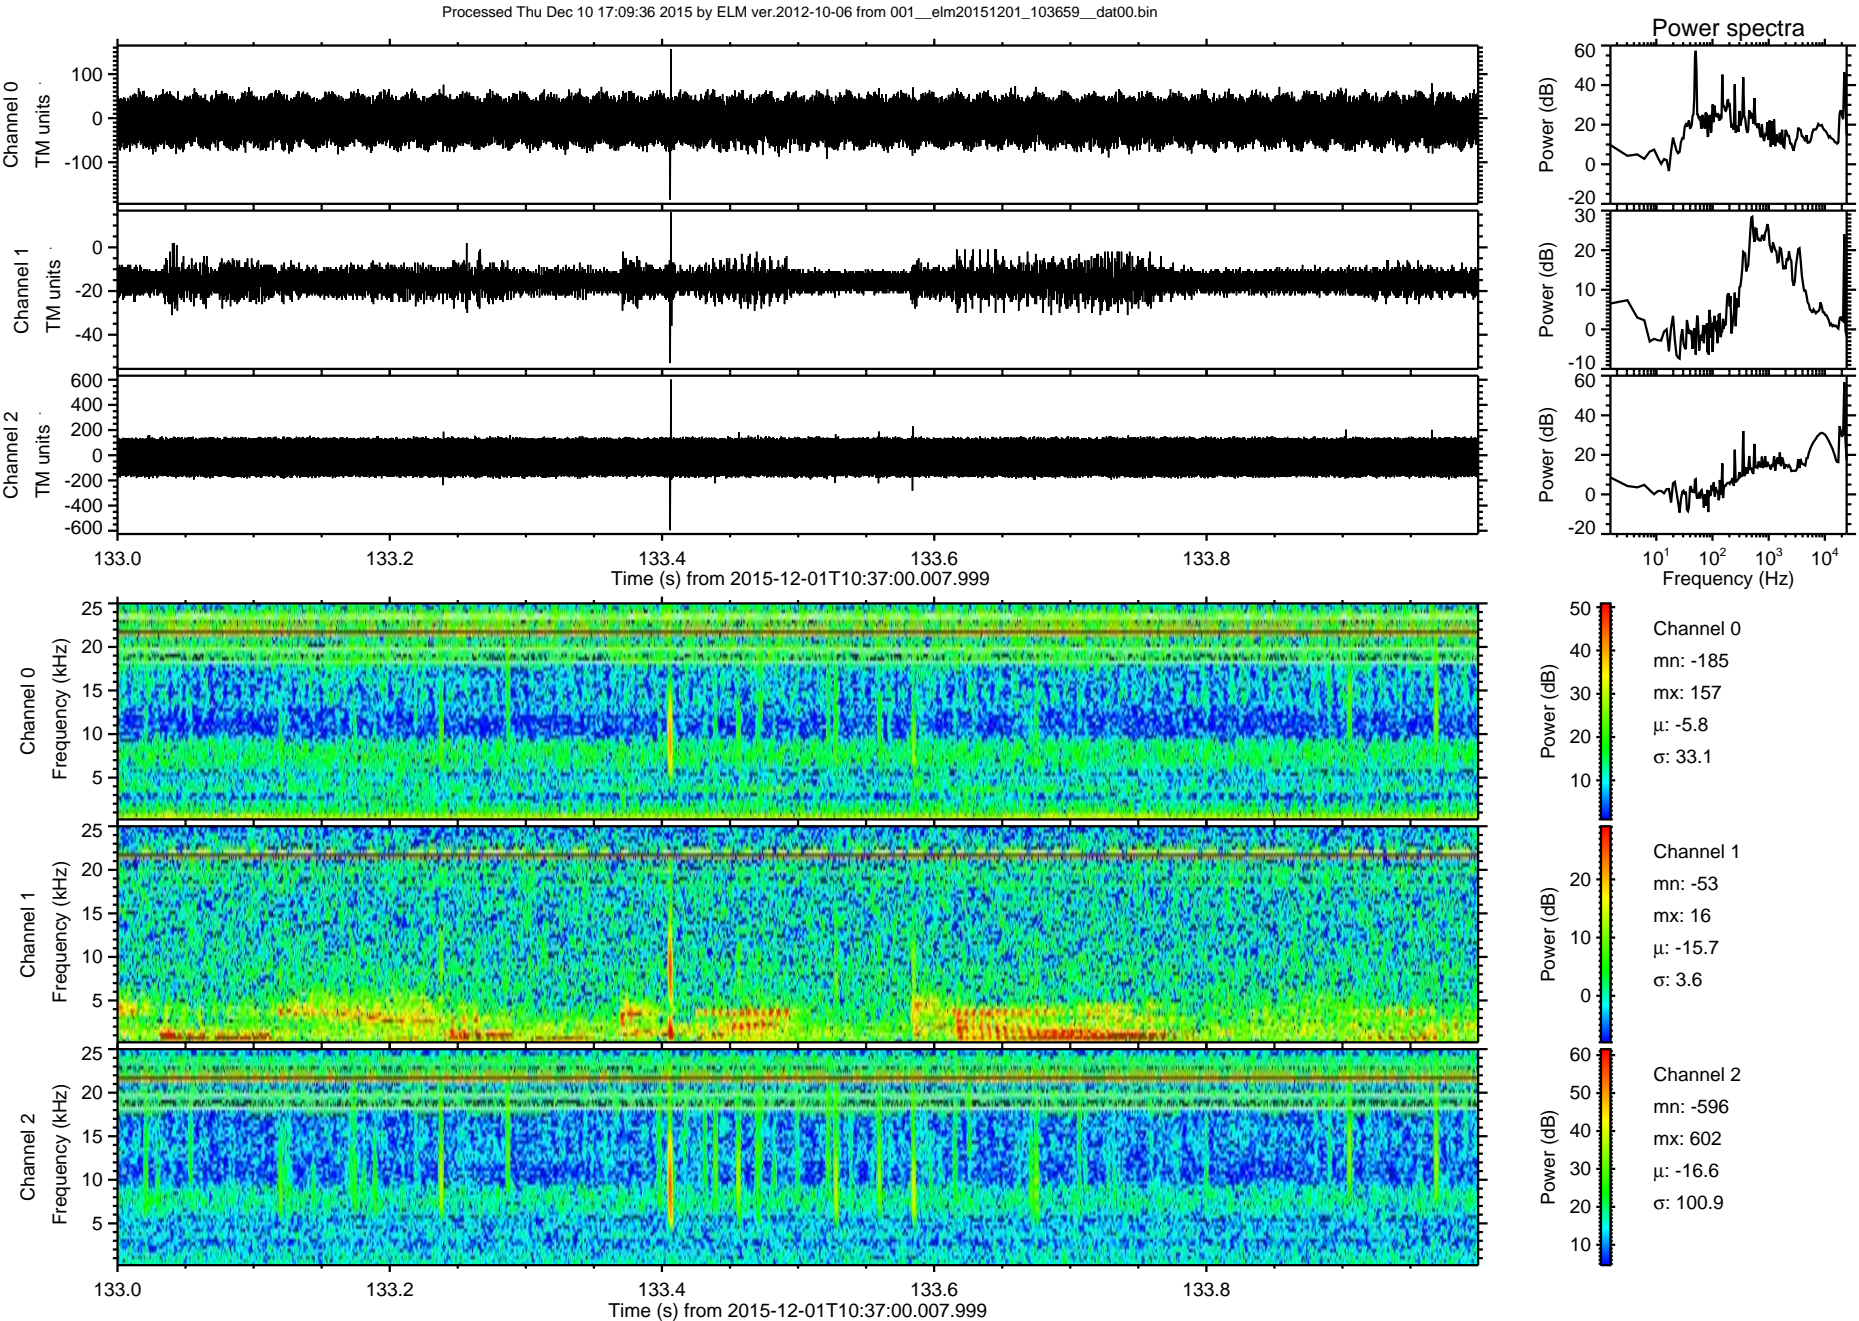 Processed Thu Dec 10 17:09:36 2015 by ELM ver.2012-10-06 from 001__elm20151201_103659__dat00.bin
Power spectra
Channel 0
TM units
100
0
-100
Power (dB)
60
40
20
0
-20
Channel 1
TM units
0
-20
-40
Power (dB)
30
20
10
0
-10
Channel 2
TM units
600
400
200
0
-200
-400
-600
Power (dB)
60
40
20
0
-20
133.0 133.2 133.4 133.6 133.8
Time (s) from 2015-12-01T10:37:00.007.999
10¹ 10² 10³ 10⁴
Frequency (Hz)
Channel 0
Frequency (kHz)
25
20
15
10
5
Power (dB)
50
40
30
20
10
Channel 0
mn: -185
mx: 157
μ: -5.8
σ: 33.1
Channel 1
Frequency (kHz)
25
20
15
10
5
Power (dB)
20
10
0
Channel 1
mn: -53
mx: 16
μ: -15.7
σ: 3.6
Channel 2
Frequency (kHz)
25
20
15
10
5
Power (dB)
60
50
40
30
20
10
Channel 2
mn: -596
mx: 602
μ: -16.6
σ: 100.9
133.0 133.2 133.4 133.6 133.8
Time (s) from 2015-12-01T10:37:00.007.999